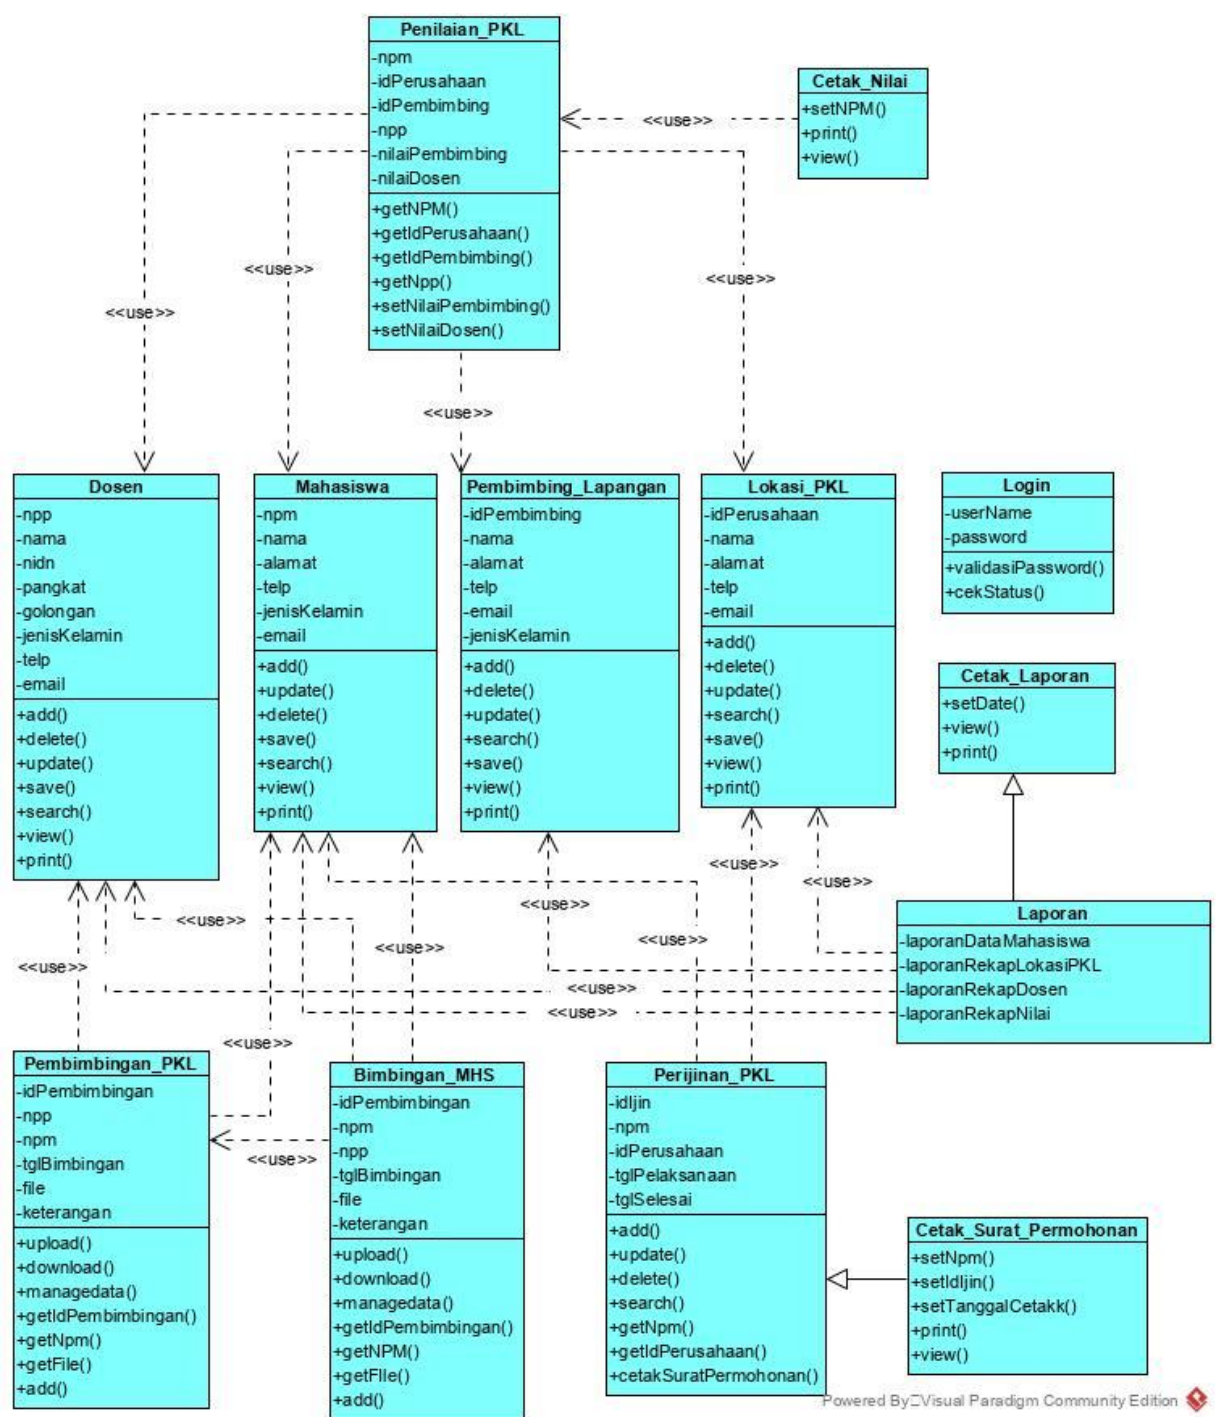 Penilaian_PKL
-npm
-idPerusahaan
-idPembimbing
-npp
-nilaiPembimbing
-nilaiDosen
+getNPM()
+getIdPerusahaan()
+getIdPembimbing()
+getNpp()
+setNilaiPembimbing()
+setNilaiDosen()
Cetak_Nilai
+setNPM()
+print()
+view()
<<use>>
<<use>>
<<use>>
<<use>>
<<use>>
Dosen
-npp
-nama
-nidn
-pangkat
-golongan
-jenisKelamin
-telp
-email
+add()
+delete()
+update()
+save()
+search()
+view()
+print()
Mahasiswa
-npm
-nama
-alamat
-telp
-jenisKelamin
-email
+add()
+update()
+delete()
+save()
+search()
+view()
+print()
Pembimbing_Lapangan
-idPembimbing
-nama
-alamat
-telp
-email
-jenisKelamin
+add()
+delete()
+update()
+search()
+save()
+view()
+print()
Lokasi_PKL
-idPerusahaan
-nama
-alamat
-telp
-email
+add()
+delete()
+update()
+search()
+save()
+view()
+print()
Login
-userName
-password
+validasiPassword()
+cekStatus()
Cetak_Laporan
+setDate()
+view()
+print()
<<use>>
<<use>>
<<use>>
<<use>>
<<use>>
<<use>>
<<use>>
<<use>>
<<use>>
<<use>>
<<use>>
Laporan
-laporanDataMahasiswa
-laporanRekapLokasiPKL
-laporanRekapDosen
-laporanRekapNilai
Pembimbingan_PKL
-idPembimbingan
-npp
-npm
-tglBimbingan
-file
-keterangan
+upload()
+download()
+managedata()
+getIdPembimbingan()
+getNpm()
+getFile()
+add()
<<use>>
Bimbingan_MHS
-idPembimbingan
-npm
-npp
-tglBimbingan
-file
-keterangan
+upload()
+download()
+managedata()
+getIdPembimbingan()
+getNPM()
+getFIle()
+add()
Perijinan_PKL
-idIjin
-npm
-idPerusahaan
-tglPelaksanaan
-tglSelesai
+add()
+update()
+delete()
+search()
+getNpm()
+getIdPerusahaan()
+cetakSuratPermohonan()
Cetak_Surat_Permohonan
+setNpm()
+setIdIjin()
+setTanggalCetakk()
+print()
+view()
Powered By Visual Paradigm Community Edition